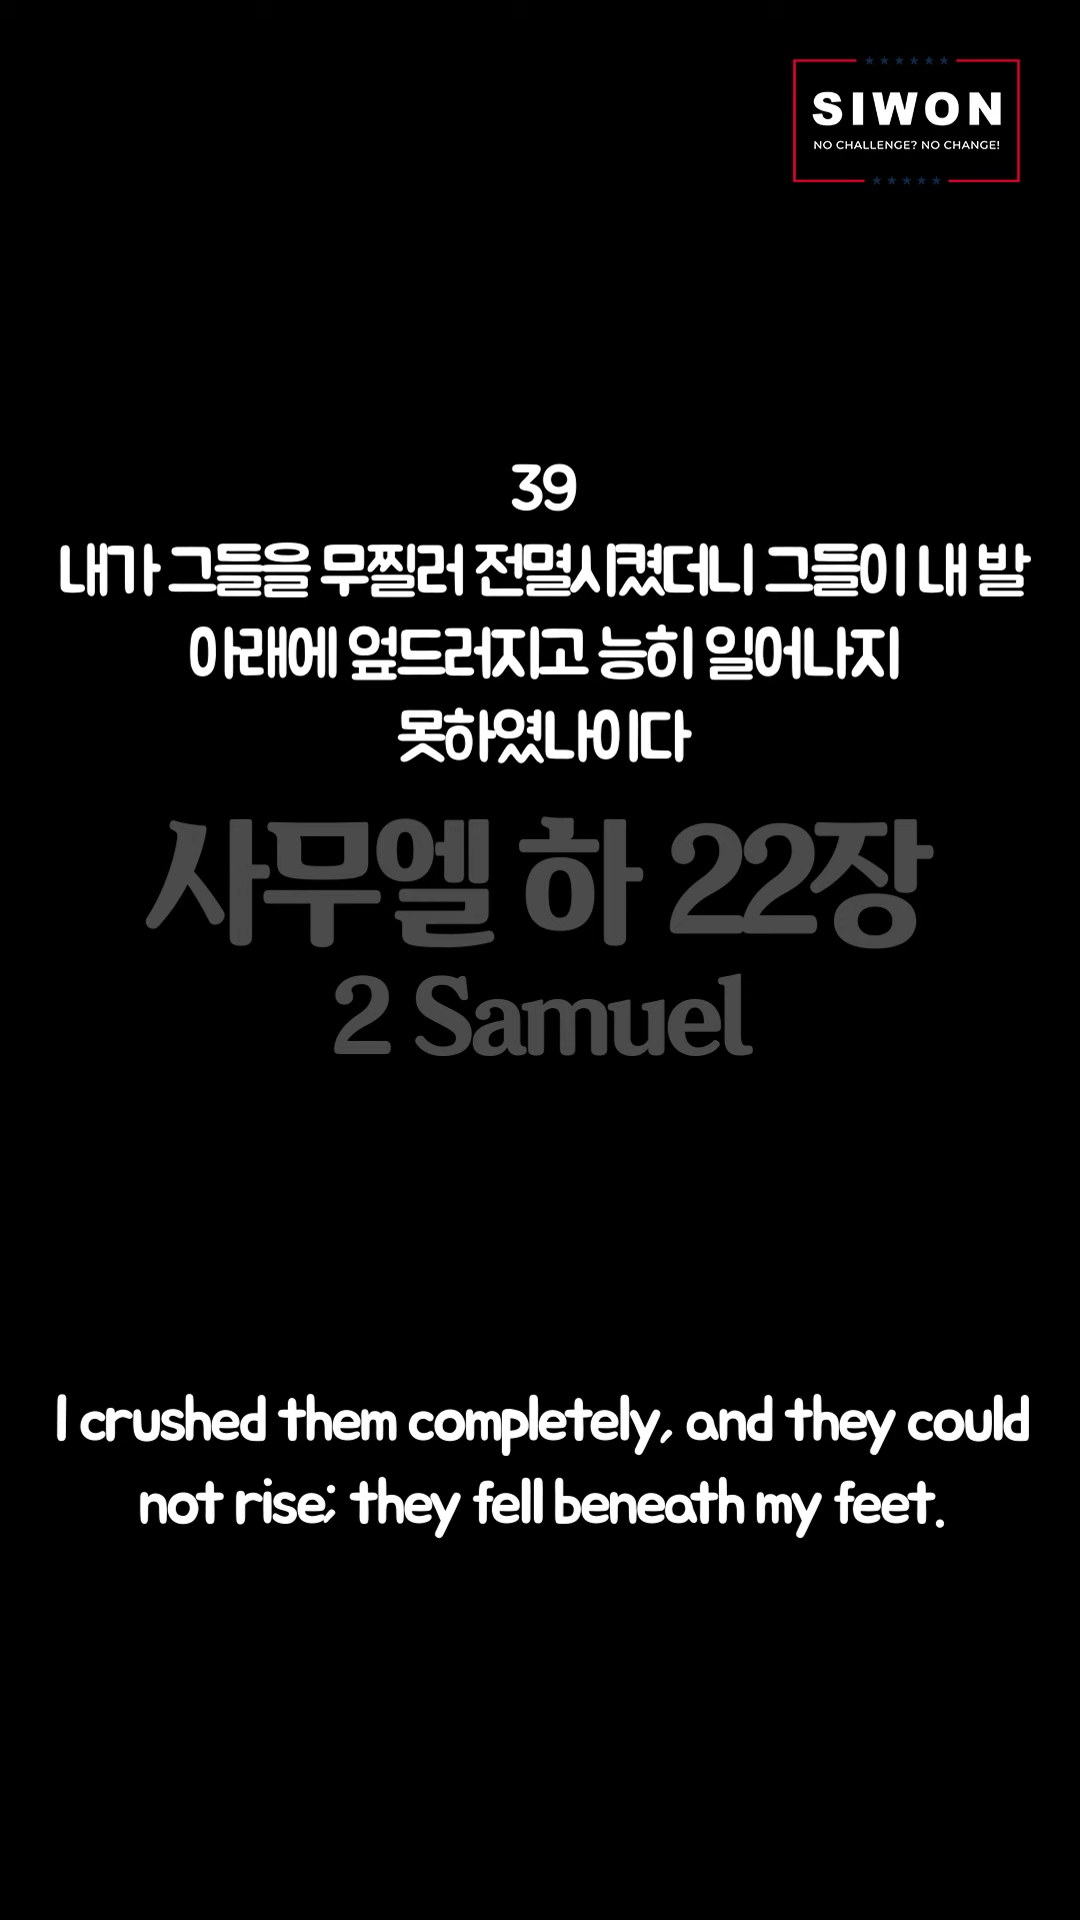 SIWON
NO CHALLENGE? NO CHANGE!
39
내가 그들을 무찔러 전멸시켰더니 그들이 내 발
아래에 엎드러지고 능히 일어나지
못하였나이다
사무엘 하 22장
2 Samuel
I crushed them completely, and they could
not rise; they fell beneath my feet.